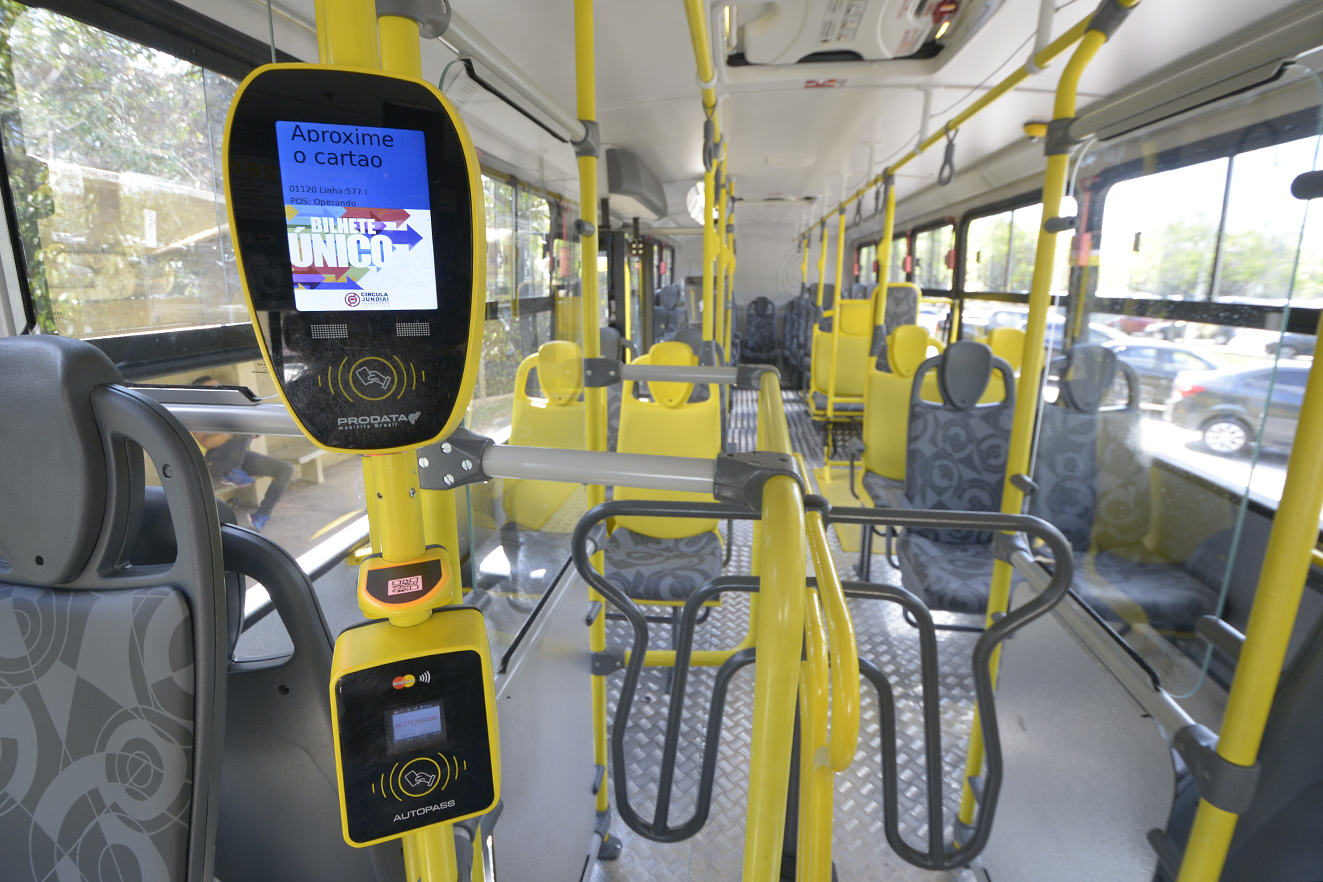 Aproxime
o cartao
01120 Linha:577 I
POS: Operando
BILHETE
ÚNICO
CIRCULA
JUNDIAÍ
PRODATA
Mobility Brasil
AUTOPASS
AUTOPASS